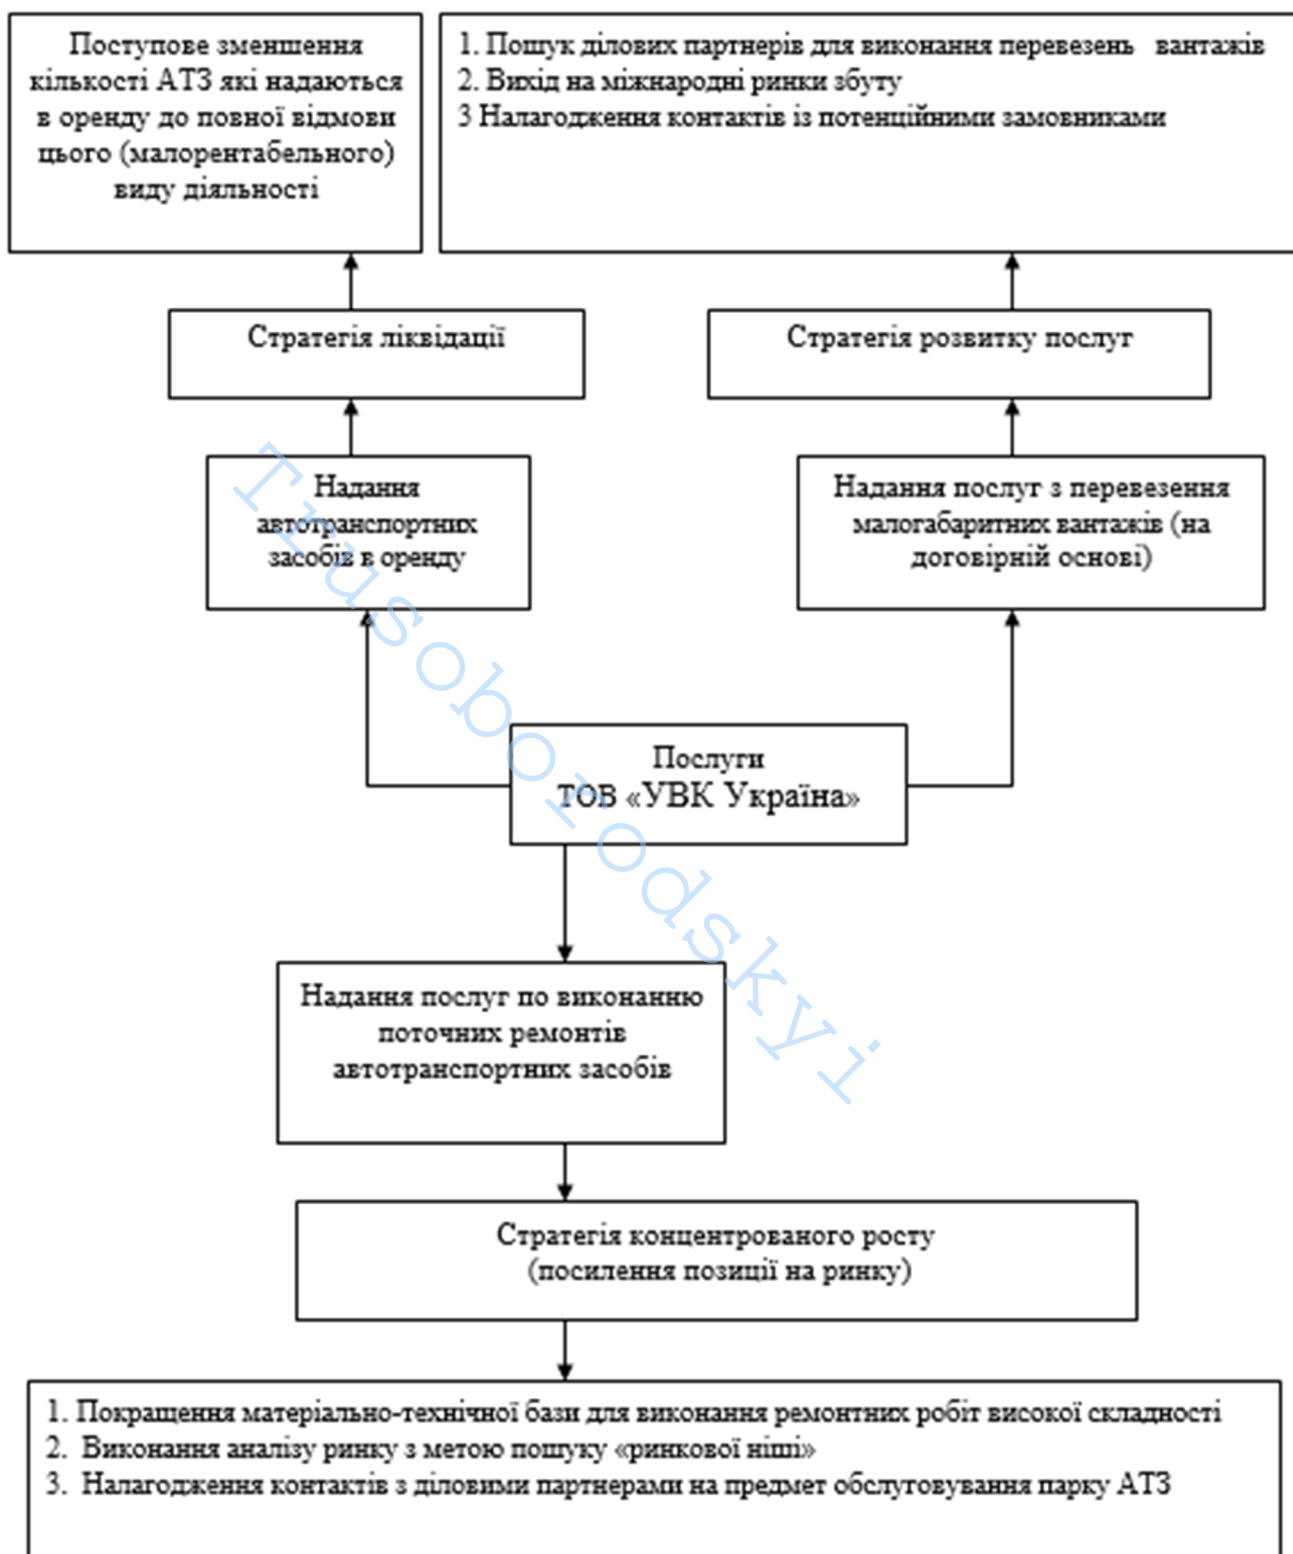 Поступове зменшення
кількості АТЗ які надаються
в оренду до повної відмови
цього (малорентабельного)
виду діяльності
1. Пошук ділових партнерів для виконання перевезень вантажів
2. Вихід на міжнародні ринки збуту
3 Налагодження контактів із потенційними замовниками
Стратегія ліквідації
Стратегія розвитку послуг
Надання
автотранспортних
засобів в оренду
Надання послуг з перевезення
малогабаритних вантажів (на
договірній основі)
Послуги
ТОВ «УВК Україна»
Надання послуг по виконанню
поточних ремонтів
автотранспортних засобів
Стратегія концентрованого росту
(посилення позиції на ринку)
1. Покращення матеріально-технічної бази для виконання ремонтних робіт високої складності
2. Виконання аналізу ринку з метою пошуку «ринкової ніші»
3. Налагодження контактів з діловими партнерами на предмет обслуговування парку АТЗ
Trusoborodskyi